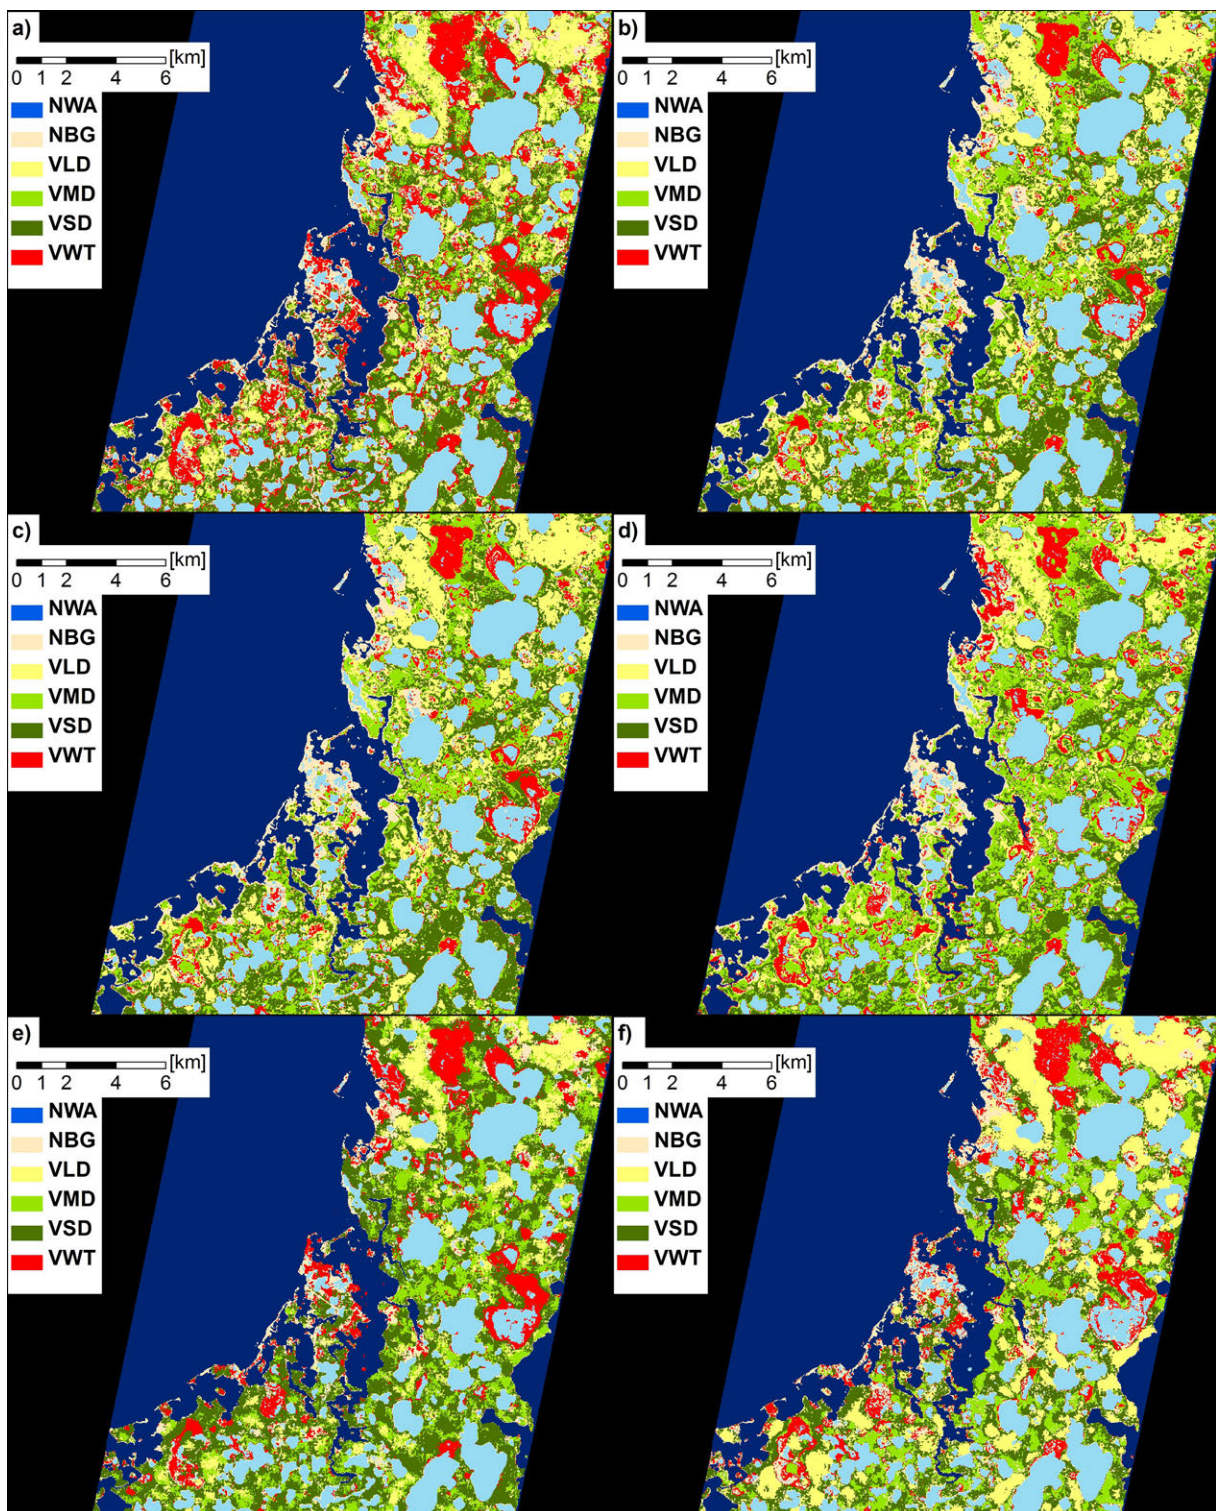 a)
[km]
0 1 2 4 6
NWA
NBG
VLD
VMD
VSD
VWT
b)
[km]
0 1 2 4 6
NWA
NBG
VLD
VMD
VSD
VWT
c)
[km]
0 1 2 4 6
NWA
NBG
VLD
VMD
VSD
VWT
d)
[km]
0 1 2 4 6
NWA
NBG
VLD
VMD
VSD
VWT
e)
[km]
0 1 2 4 6
NWA
NBG
VLD
VMD
VSD
VWT
f)
[km]
0 1 2 4 6
NWA
NBG
VLD
VMD
VSD
VWT